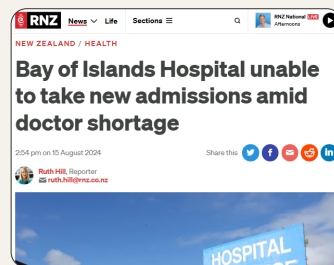 RNZ News Life Sections RNZ National LIVE
Afternoons
NEW ZEALAND / HEALTH
Bay of Islands Hospital unable
to take new admissions amid
doctor shortage
2:54 pm on 15 August 2024 Share this
Ruth Hill, Reporter
ruth.hill@rnz.co.nz
HOSPITAL